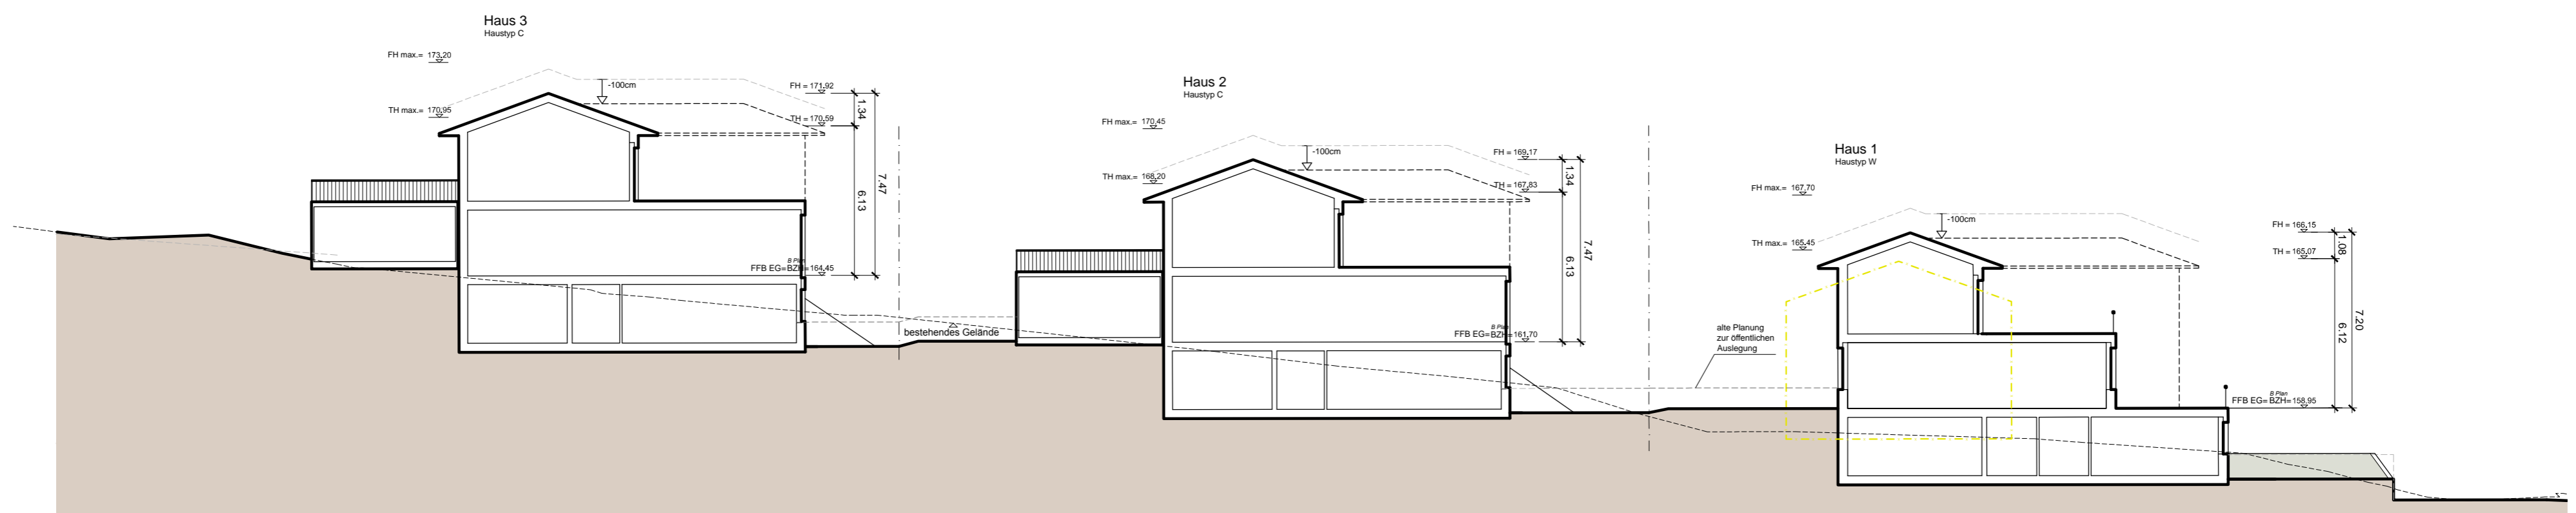 Haus 3
Haustyp C
FH max.= 173.20
-100cm
FH = 171.92
TH max.= 170.95
TH = 170.59
1.34
6.13
7.47
B Plan
FFB EG=BZH=164.45
bestehendes Gelände
Haus 2
Haustyp C
FH max.= 170.45
-100cm
FH = 169.17
TH max.= 168.20
TH = 167.83
1.34
6.13
7.47
B Plan
FFB EG=BZH=161.70
alte Planung
zur öffentlichen
Auslegung
Haus 1
Haustyp W
FH max.= 167.70
-100cm
FH = 166.15
TH max.= 165.45
TH = 165.07
1.08
6.12
7.20
B Plan
FFB EG=BZH=158.95